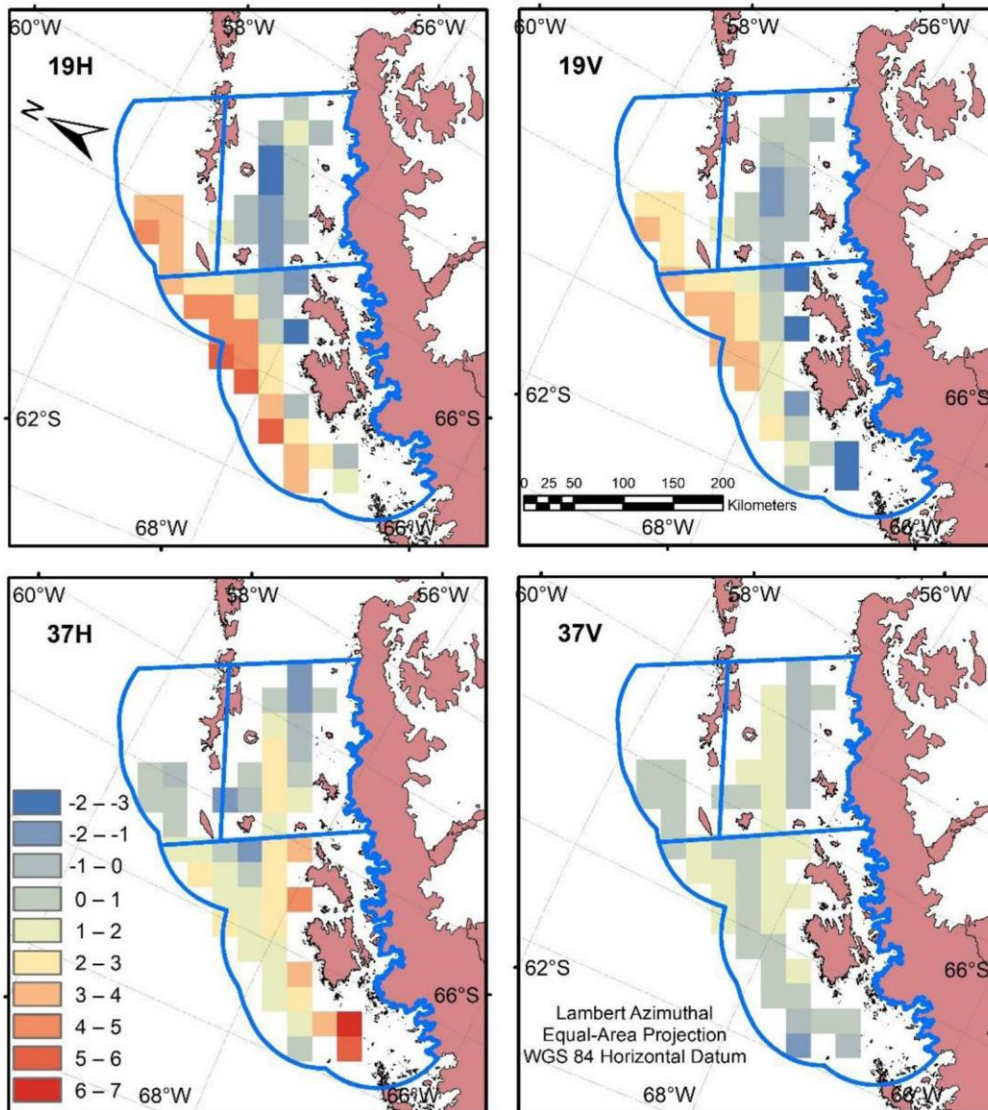 60°W
58°W
56°W
19H
N
62°S
66°S
68°W
66°W
60°W
58°W
56°W
19V
62°S
66°S
0 25 50 100 150 200
Kilometers
68°W
66°W
60°W
58°W
56°W
37H
-2 – -3
-2 – -1
-1 – 0
0 – 1
1 – 2
2 – 3
3 – 4
4 – 5
5 – 6
6 – 7
62°S
66°S
68°W
66°W
60°W
58°W
56°W
37V
62°S
66°S
Lambert Azimuthal
Equal-Area Projection
WGS 84 Horizontal Datum
68°W
66°W